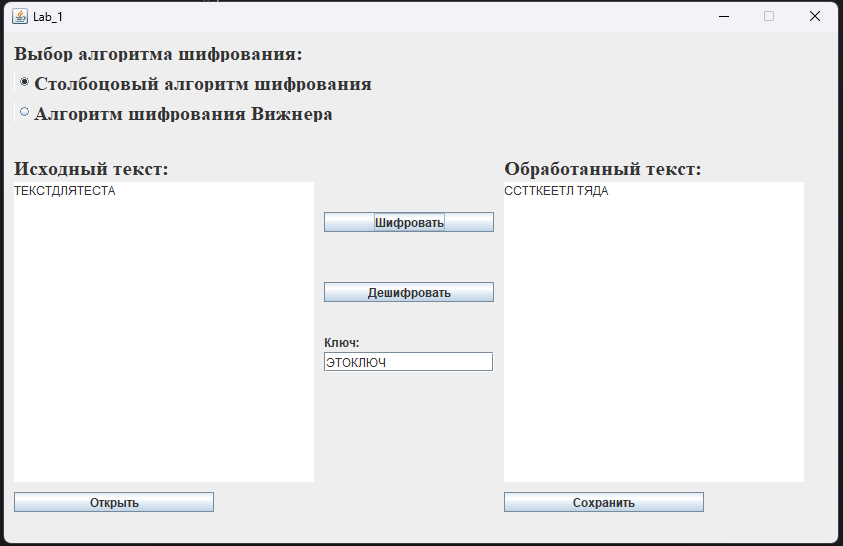 Lab_1
Выбор алгоритма шифрования:
Столбцовый алгоритм шифрования
Алгоритм шифрования Вижнера
Исходный текст:
Обработанный текст:
ТЕКСТДЛЯТЕСТА
ССТТКЕЕТЛ ТЯДА
Шифровать
Дешифровать
Ключ:
ЭТОКЛЮЧ
Открыть
Сохранить